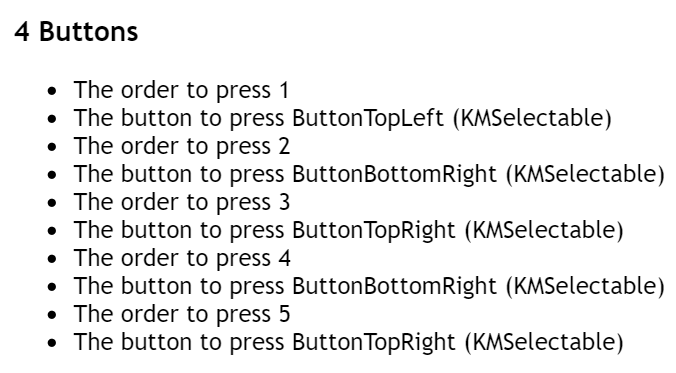 4 Buttons
The order to press 1
The button to press ButtonTopLeft (KMSelectable)
The order to press 2
The button to press ButtonBottomRight (KMSelectable)
The order to press 3
The button to press ButtonTopRight (KMSelectable)
The order to press 4
The button to press ButtonBottomRight (KMSelectable)
The order to press 5
The button to press ButtonTopRight (KMSelectable)